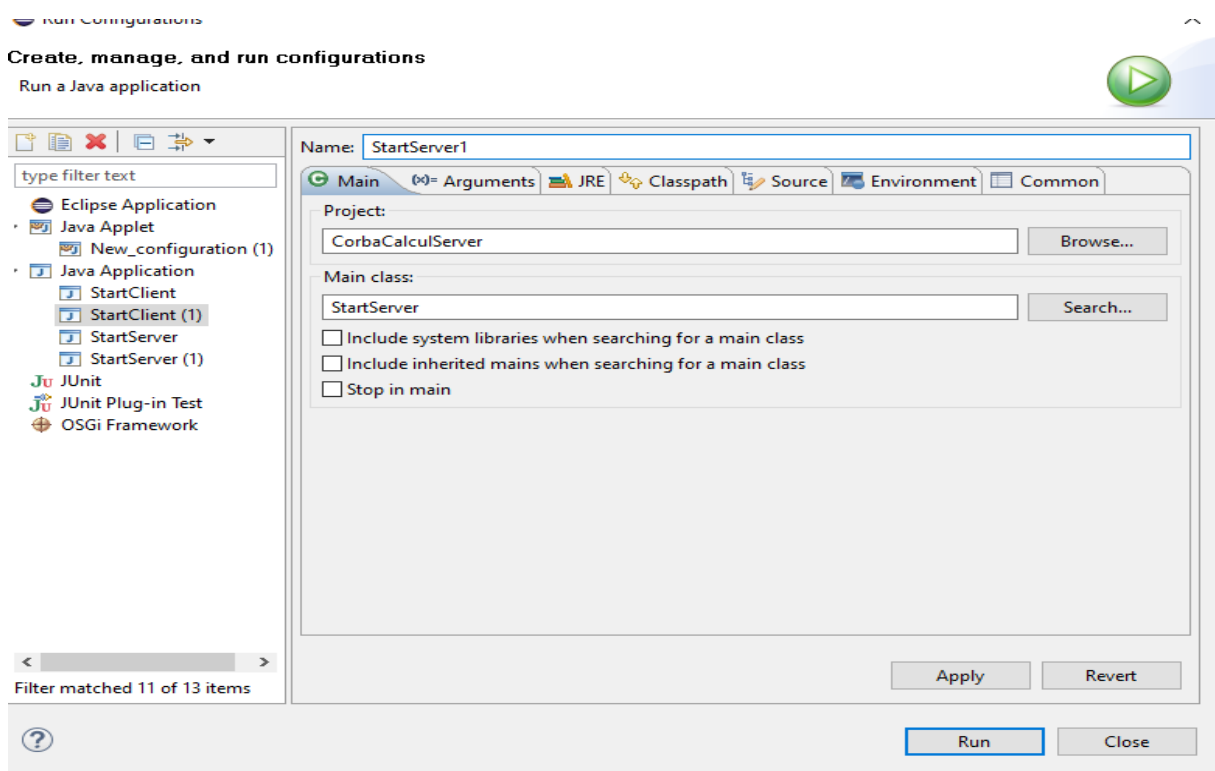 Run Configurations
Create, manage, and run configurations
Run a Java application
Name: StartServer1
type filter text
Main (x)= Arguments JRE Classpath Source Environment Common
Eclipse Application
Java Applet
New_configuration (1)
Java Application
StartClient
StartClient (1)
StartServer
StartServer (1)
JU JUnit
JU JUnit Plug-in Test
OSGi Framework
Project:
CorbaCalculServer Browse...
Main class:
StartServer Search...
Include system libraries when searching for a main class
Include inherited mains when searching for a main class
Stop in main
Filter matched 11 of 13 items
Apply Revert
? Run Close